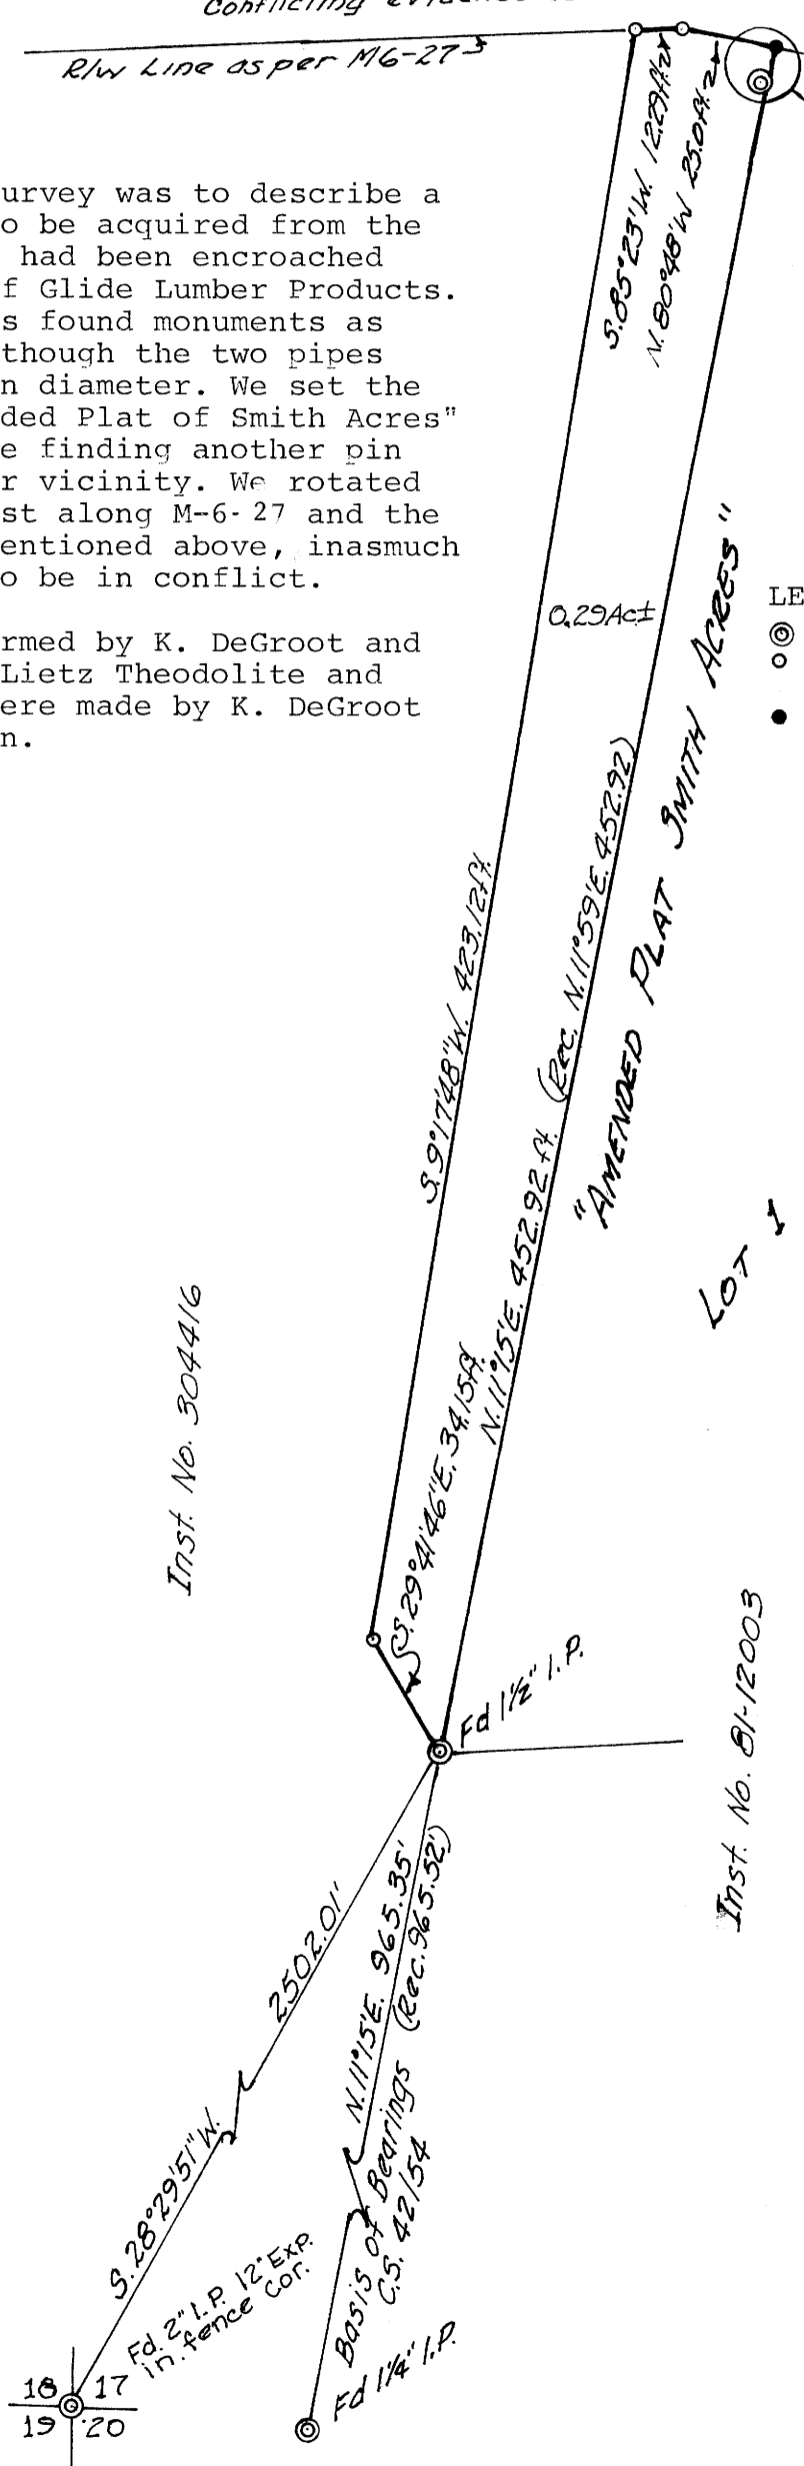 Conflicting
R/W Line as per M6-27
S.85°23'W. 12.29ft.
N.80°48'W 25.0ft.
urvey was to describe a
o be acquired from the
had been encroached
f Glide Lumber Products.
s found monuments as
though the two pipes
n diameter. We set the
ded Plat of Smith Acres"
e finding another pin
r vicinity. We rotated
st along M-6-27 and the
entioned above, inasmuch
o be in conflict.
rmed by K. DeGroot and
Lietz Theodolite and
ere made by K. DeGroot
n.
LE
0.29Ac±
"AMENDED PLAT SMITH ACRES"
S.9°17'48"W. 423.12ft.
N.11°15'E. 452.92 ft. (Rec. N.11°59'E. 452.92)
LOT 1
Inst. No. 304416
S.29°41'46"E. 34.15ft.
Fd 1½" I.P.
Inst. No. 81-12003
2502.01'
S.28°29'51"W.
N.11°15'E. 965.35'
(Rec. 965.52')
Basis of Bearings
C.S. 42/54
Fd. 2" I.P. 12" Exp.
in fence cor.
Fd 1¼" I.P.
18 17
19 20